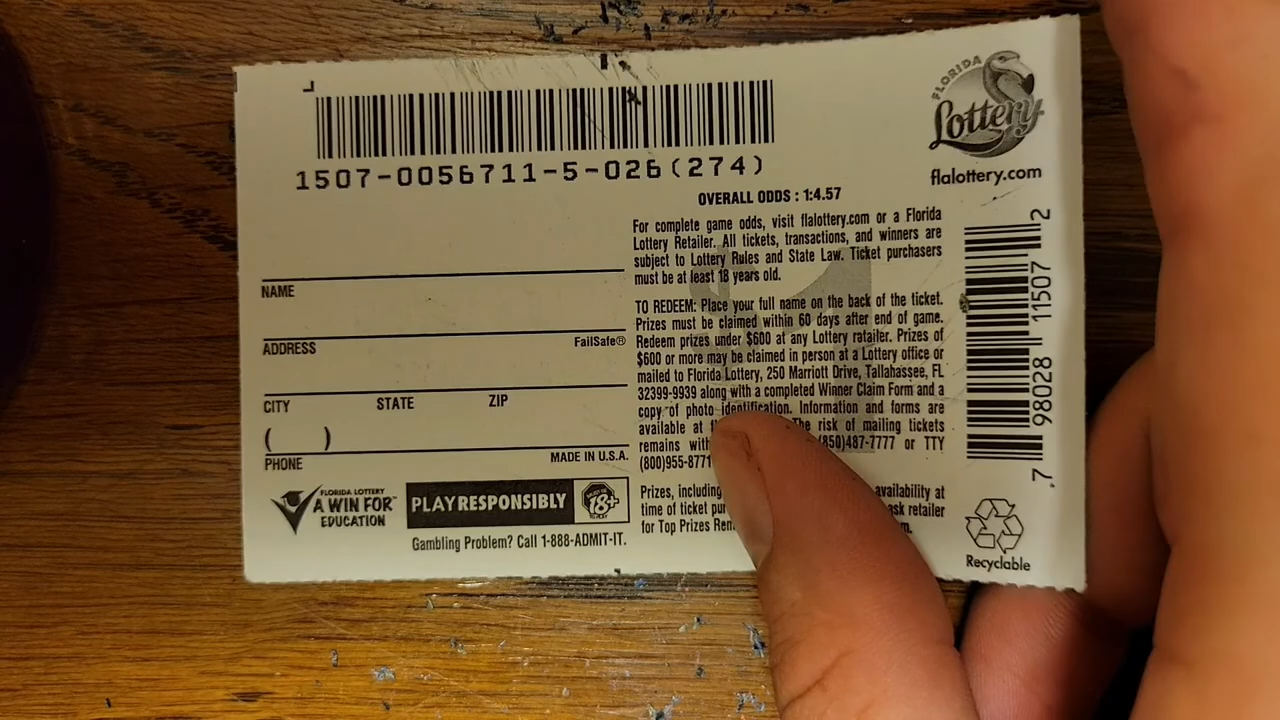 1507-0056711-5-026(274)
FLORIDA
Lottery
flalottery.com
OVERALL ODDS : 1:4.57
For complete game odds, visit flalottery.com or a Florida
Lottery Retailer. All tickets, transactions, and winners are
subject to Lottery Rules and State Law. Ticket purchasers
must be at least 18 years old.
TO REDEEM: Place your full name on the back of the ticket.
Prizes must be claimed within 60 days after end of game.
Redeem prizes under $600 at any Lottery retailer. Prizes of
$600 or more may be claimed in person at a Lottery office or
mailed to Florida Lottery, 250 Marriott Drive, Tallahassee, FL
32399-9939 along with a completed Winner Claim Form and a
copy of photo identification. Information and forms are
available at The risk of mailing tickets
remains (850)487-7777 or TTY
(800)955-8771
Prizes, including availability at
time of ticket ask retailer
for Top Prizes
NAME
ADDRESS
FailSafe®
CITY STATE ZIP
( )
PHONE
MADE IN U.S.A.
FLORIDA LOTTERY
A WIN FOR
EDUCATION
PLAY RESPONSIBLY
18+
Gambling Problem? Call 1-888-ADMIT-IT.
7 98028 11507 2
Recyclable